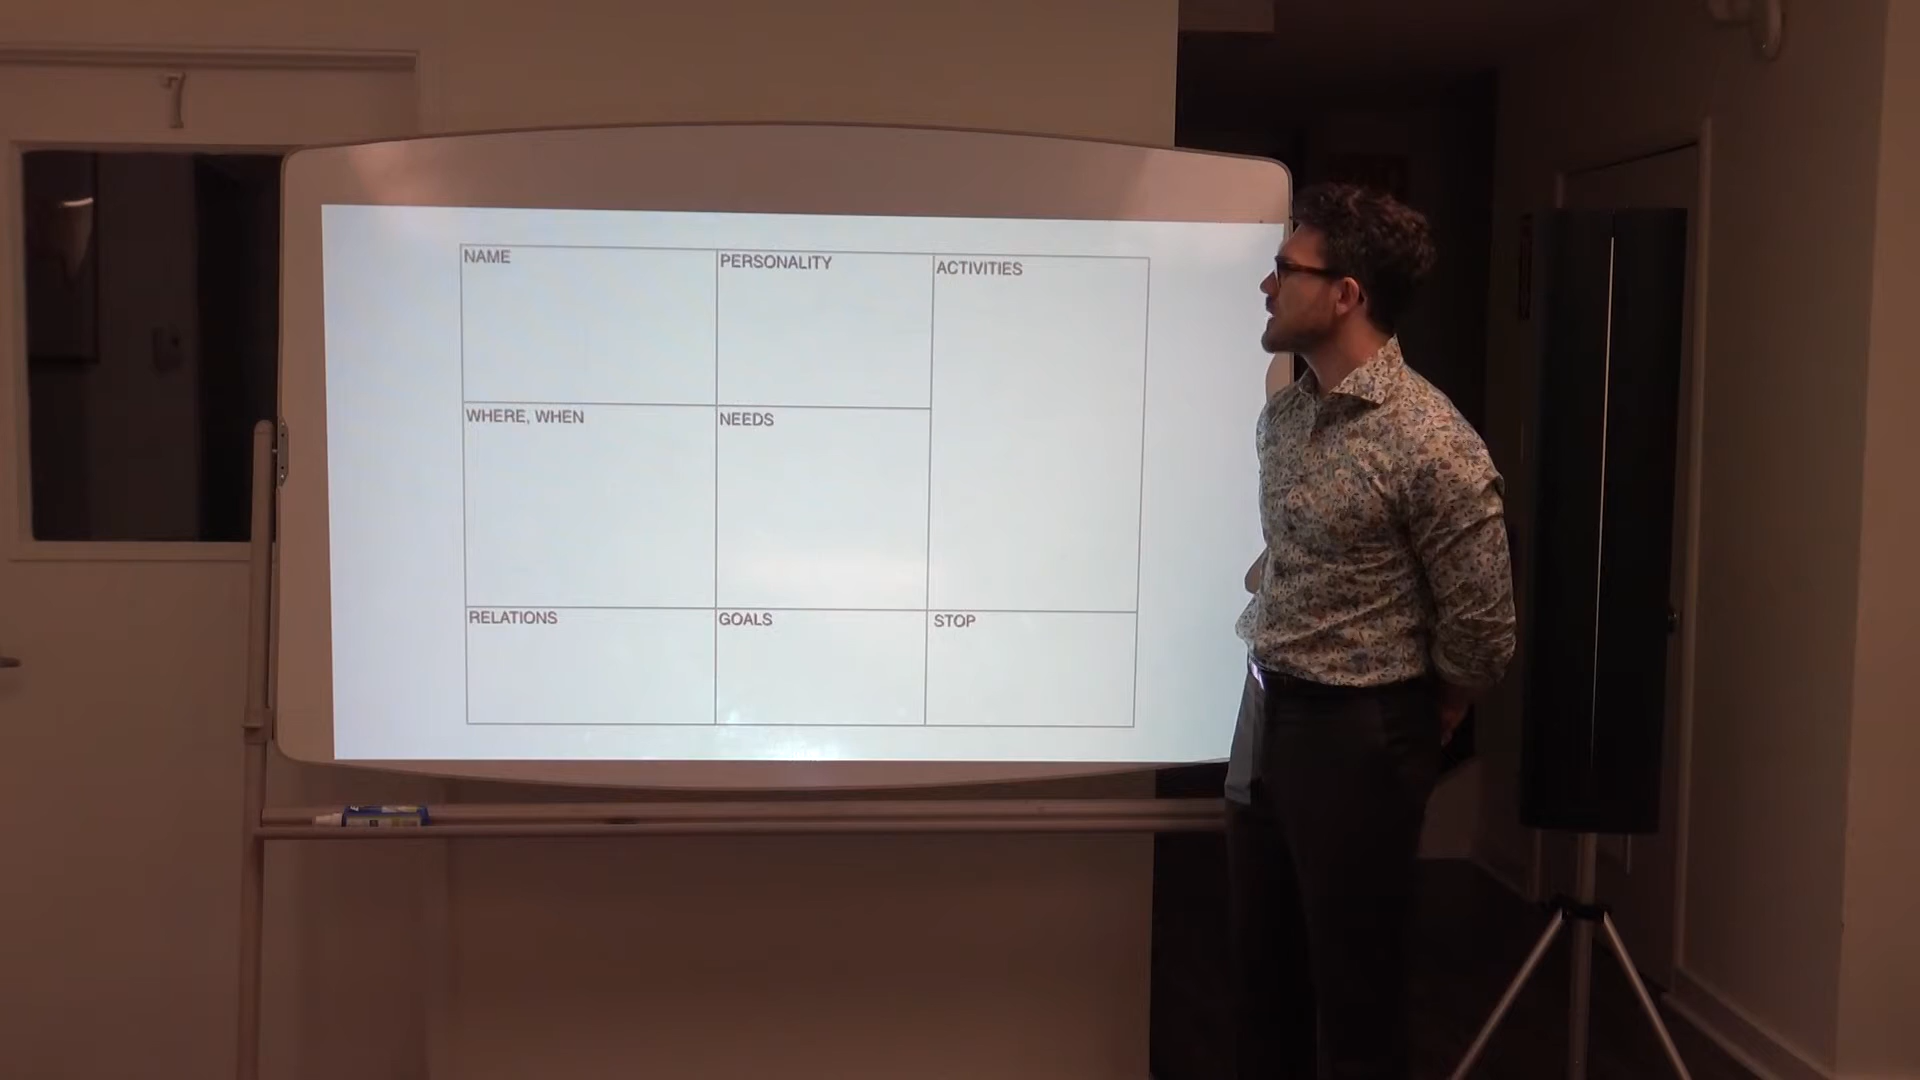 7
NAME
PERSONALITY
ACTIVITIES
WHERE, WHEN
NEEDS
RELATIONS
GOALS
STOP